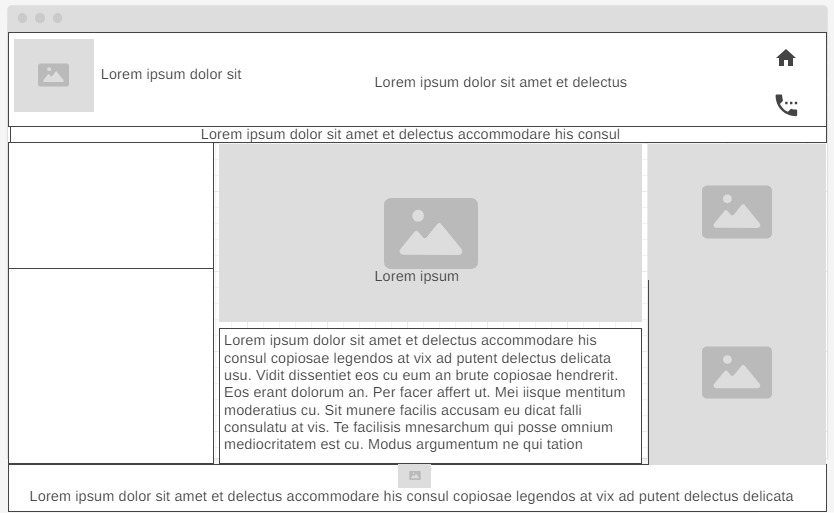 Lorem ipsum dolor sit
Lorem ipsum dolor sit amet et delectus
Lorem ipsum dolor sit amet et delectus accommodare his consul
Lorem ipsum
Lorem ipsum dolor sit amet et delectus accommodare his
consul copiosae legendos at vix ad putent delectus delicata
usu. Vidit dissentiet eos cu eum an brute copiosae hendrerit.
Eos erant dolorum an. Per facer affert ut. Mei iisque mentitum
moderatius cu. Sit munere facilis accusam eu dicat falli
consulatu at vis. Te facilisis mnesarchum qui posse omnium
mediocritatem est cu. Modus argumentum ne qui tation
Lorem ipsum dolor sit amet et delectus accommodare his consul copiosae legendos at vix ad putent delectus delicata